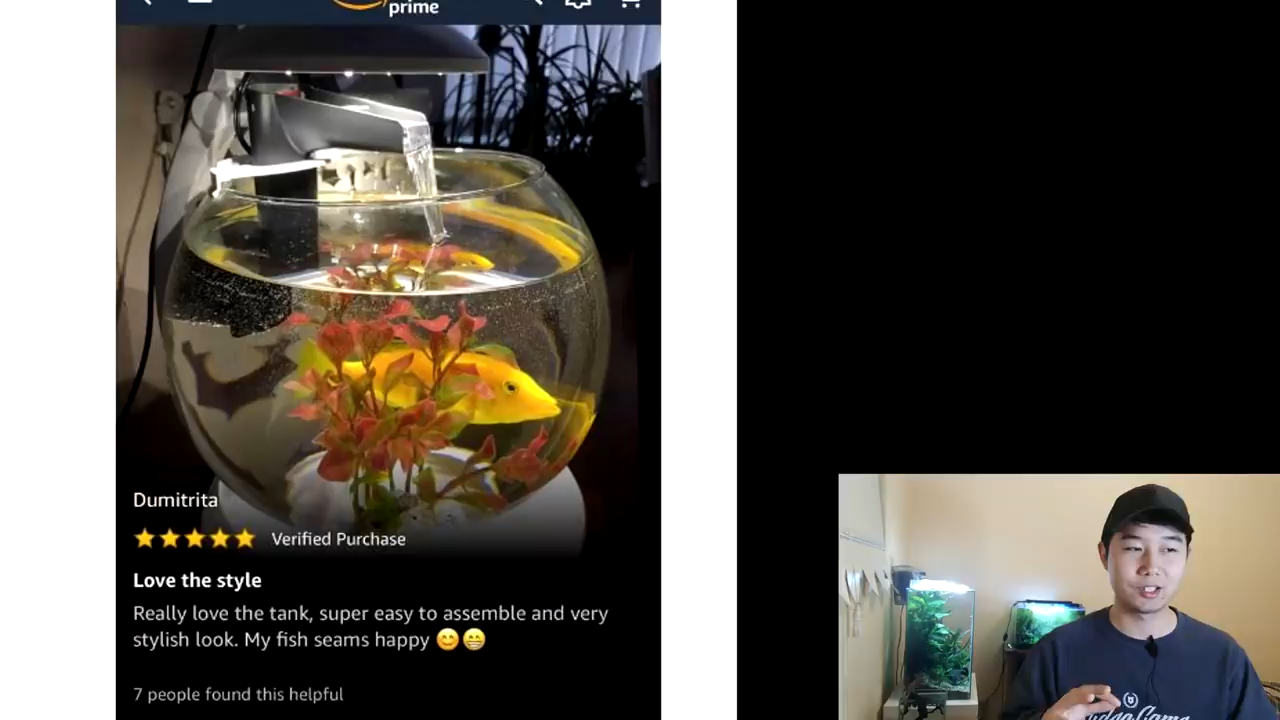 prime
Dumitrita
Verified Purchase
Love the style
Really love the tank, super easy to assemble and very
stylish look. My fish seams happy 😊😁
7 people found this helpful